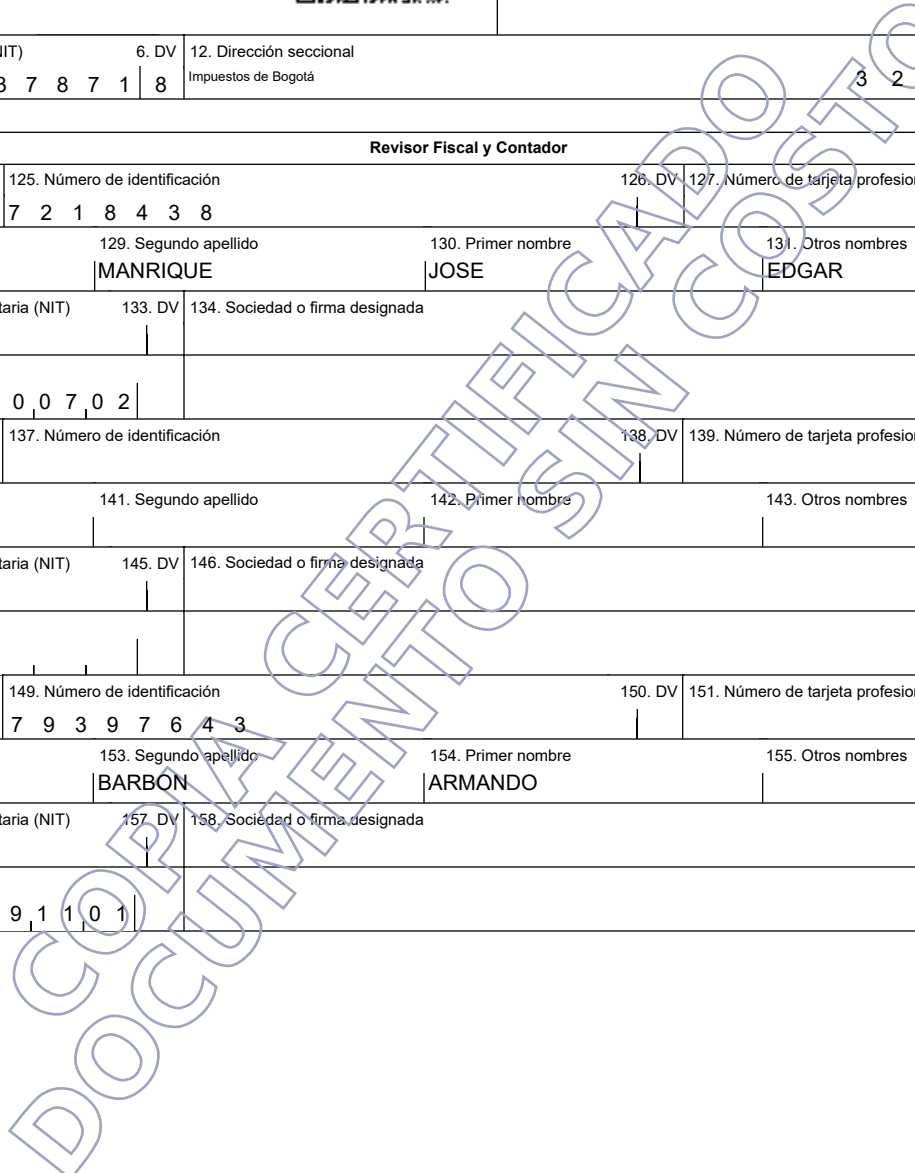 NIT) 6. DV 12. Dirección seccional
3 7 8 7 1 8 Impuestos de Bogotá 3 2
Revisor Fiscal y Contador
125. Número de identificación 126. DV 127. Número de tarjeta profesion
7 2 1 8 4 3 8
129. Segundo apellido 130. Primer nombre 131. Otros nombres
MANRIQUE JOSE EDGAR
taria (NIT) 133. DV 134. Sociedad o firma designada
0 0 7 0 2
137. Número de identificación 138. DV 139. Número de tarjeta profesion
141. Segundo apellido 142. Primer nombre 143. Otros nombres
taria (NIT) 145. DV 146. Sociedad o firma designada
149. Número de identificación 150. DV 151. Número de tarjeta profesion
7 9 3 9 7 6 4 3
153. Segundo apellido 154. Primer nombre 155. Otros nombres
BARBON ARMANDO
taria (NIT) 157. DV 158. Sociedad o firma designada
9 1 1 0 1
COPIA CERTIFICADO
DOCUMENTO SIN COSTO